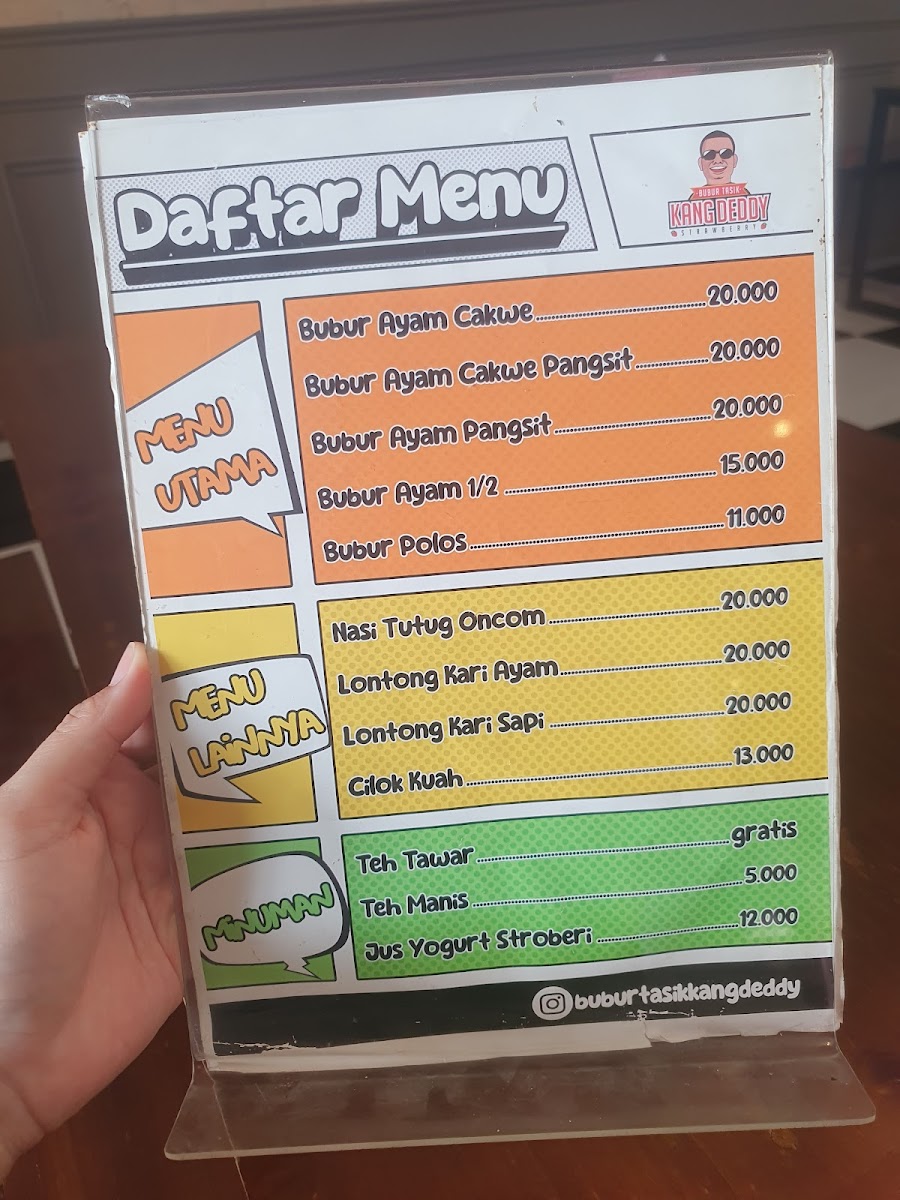 Daftar Menu
BUBUR TASIK
KANG DEDDY
STRAWBERRY
MENU
UTAMA
Bubur Ayam Cakwe 20.000
Bubur Ayam Cakwe Pangsit 20.000
Bubur Ayam Pangsit 20.000
Bubur Ayam 1/2 15.000
Bubur Polos 11.000
MENU
LAINNYA
Nasi Tutug Oncom 20.000
Lontong Kari Ayam 20.000
Lontong Kari Sapi 20.000
Cilok Kuah 13.000
MINUMAN
Teh Tawar gratis
Teh Manis 5.000
Jus Yogurt Stroberi 12.000
buburtasikkangdeddy